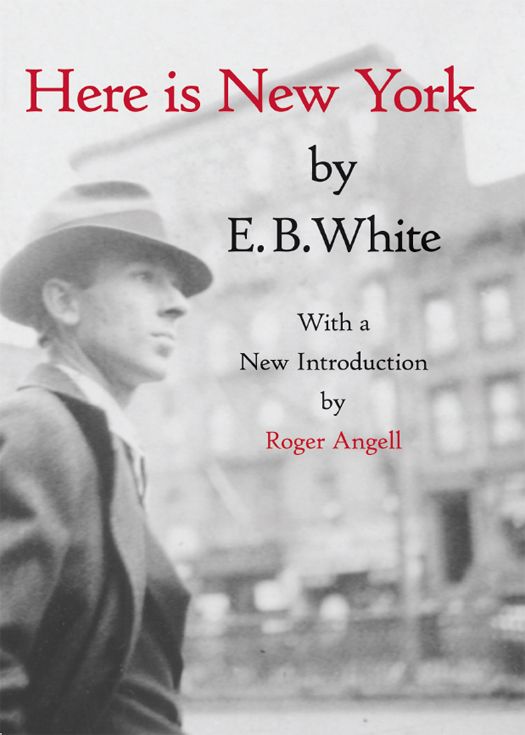 Here is New York
by
E. B. White
With a
New Introduction
by
Roger Angell